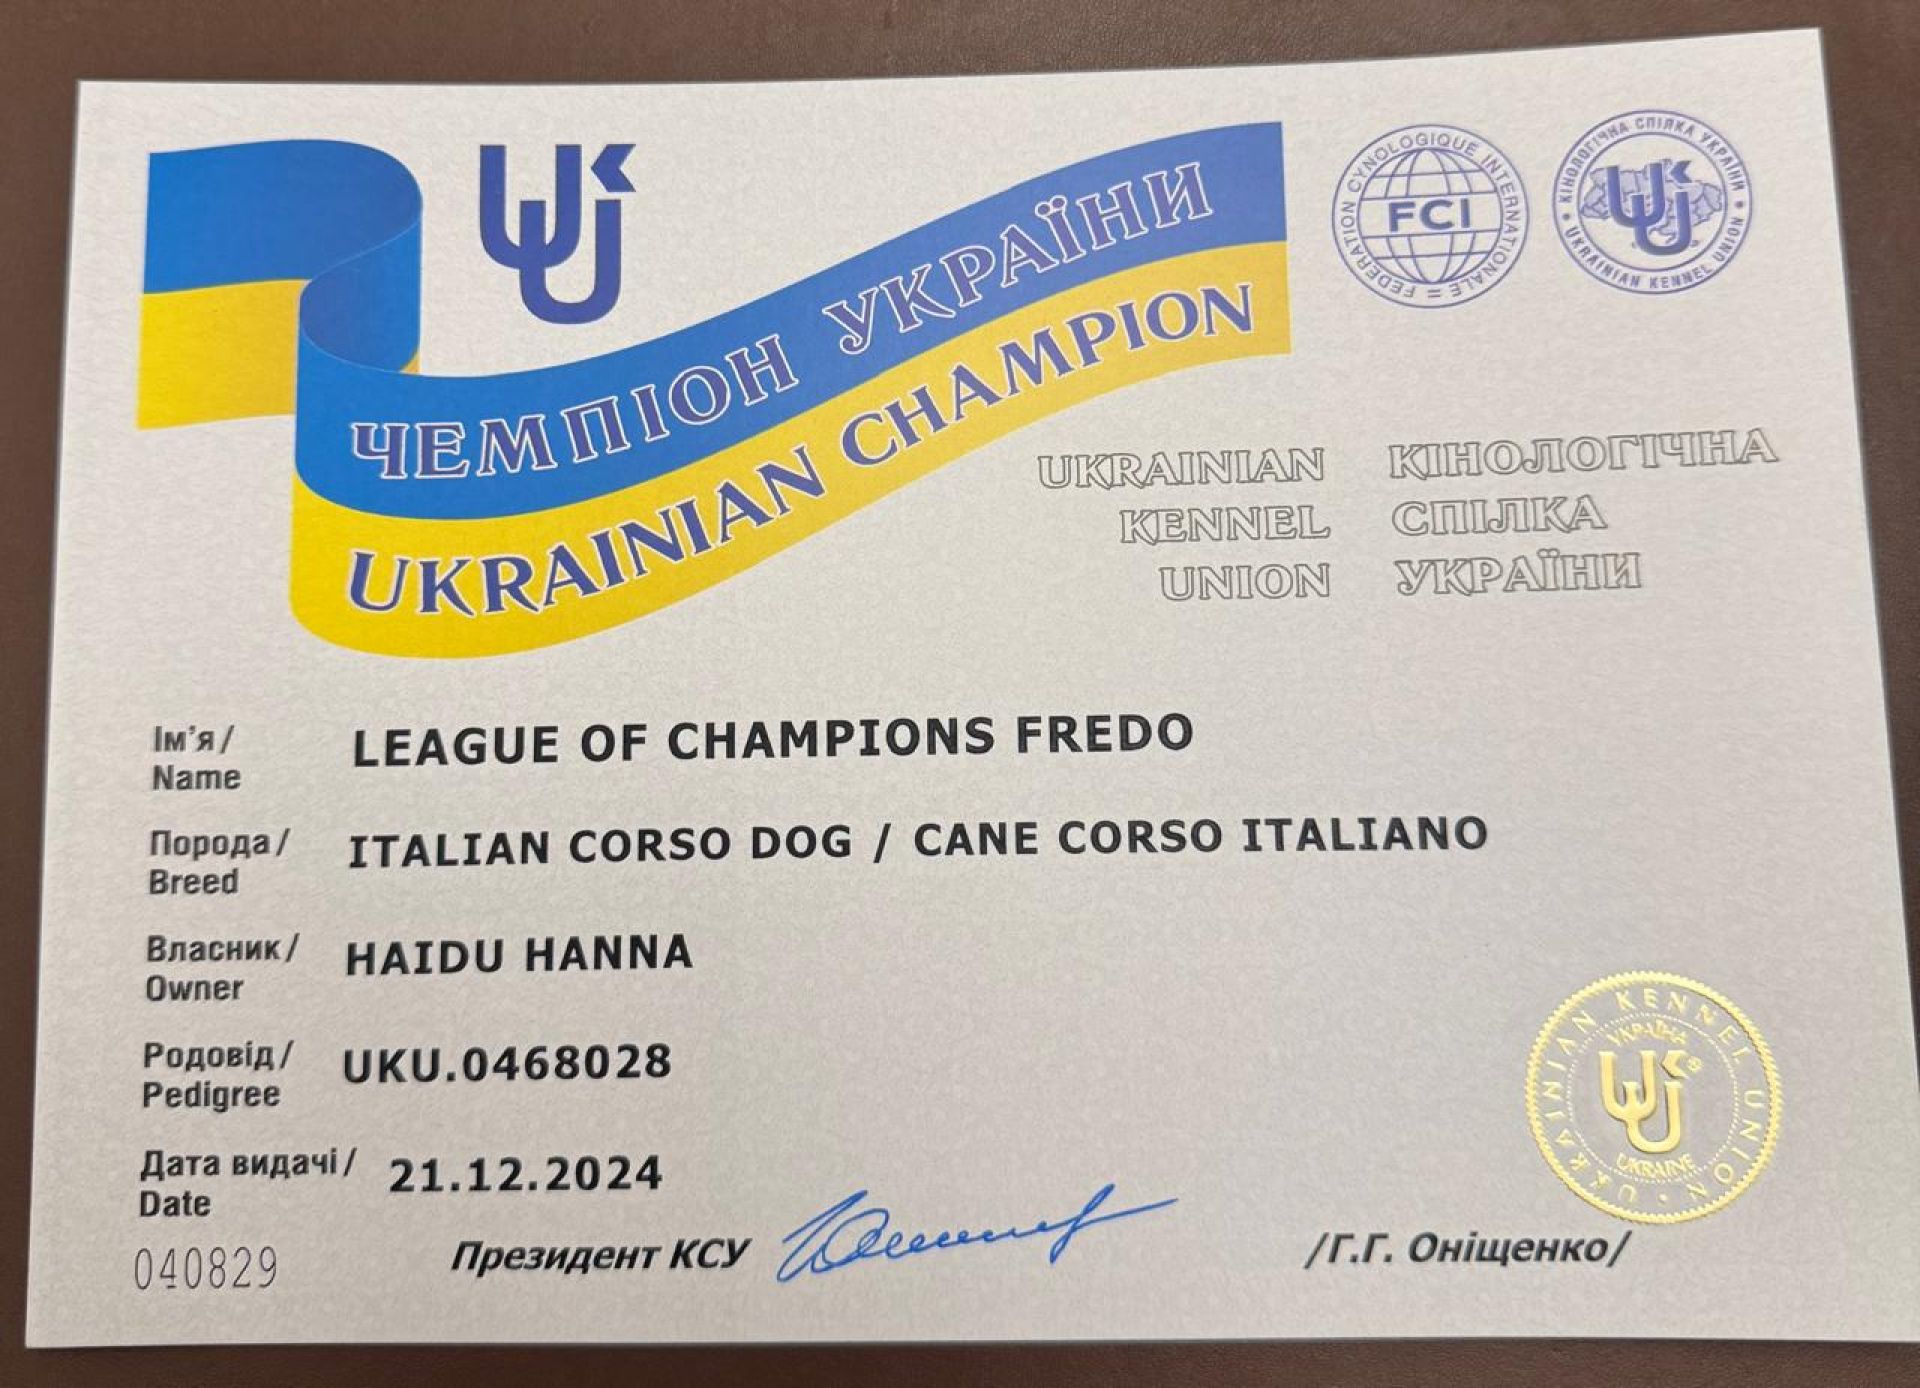 ЧЕМПІОН УКРАЇНИ
UKRAINIAN CHAMPION
FEDERATION CYNOLOGIQUE INTERNATIONALE =
FCI
КІНОЛОГІЧНА СПІЛКА УКРАЇНИ
UKRAINIAN KENNEL UNION
UKRAINIAN КІНОЛОГІЧНА
KENNEL СПІЛКА
UNION УКРАЇНИ
Ім'я/ LEAGUE OF CHAMPIONS FREDO
Name
Порода/ ITALIAN CORSO DOG / CANE CORSO ITALIANO
Breed
Власник/ HAIDU HANNA
Owner
Родовід/ UKU.0468028
Pedigree
Дата видачі/ 21.12.2024
Date
UKRAINIAN KENNEL UNION
УКРАЇНА
UKRAINE
Президент КСУ /Г.Г. Оніщенко/
040829